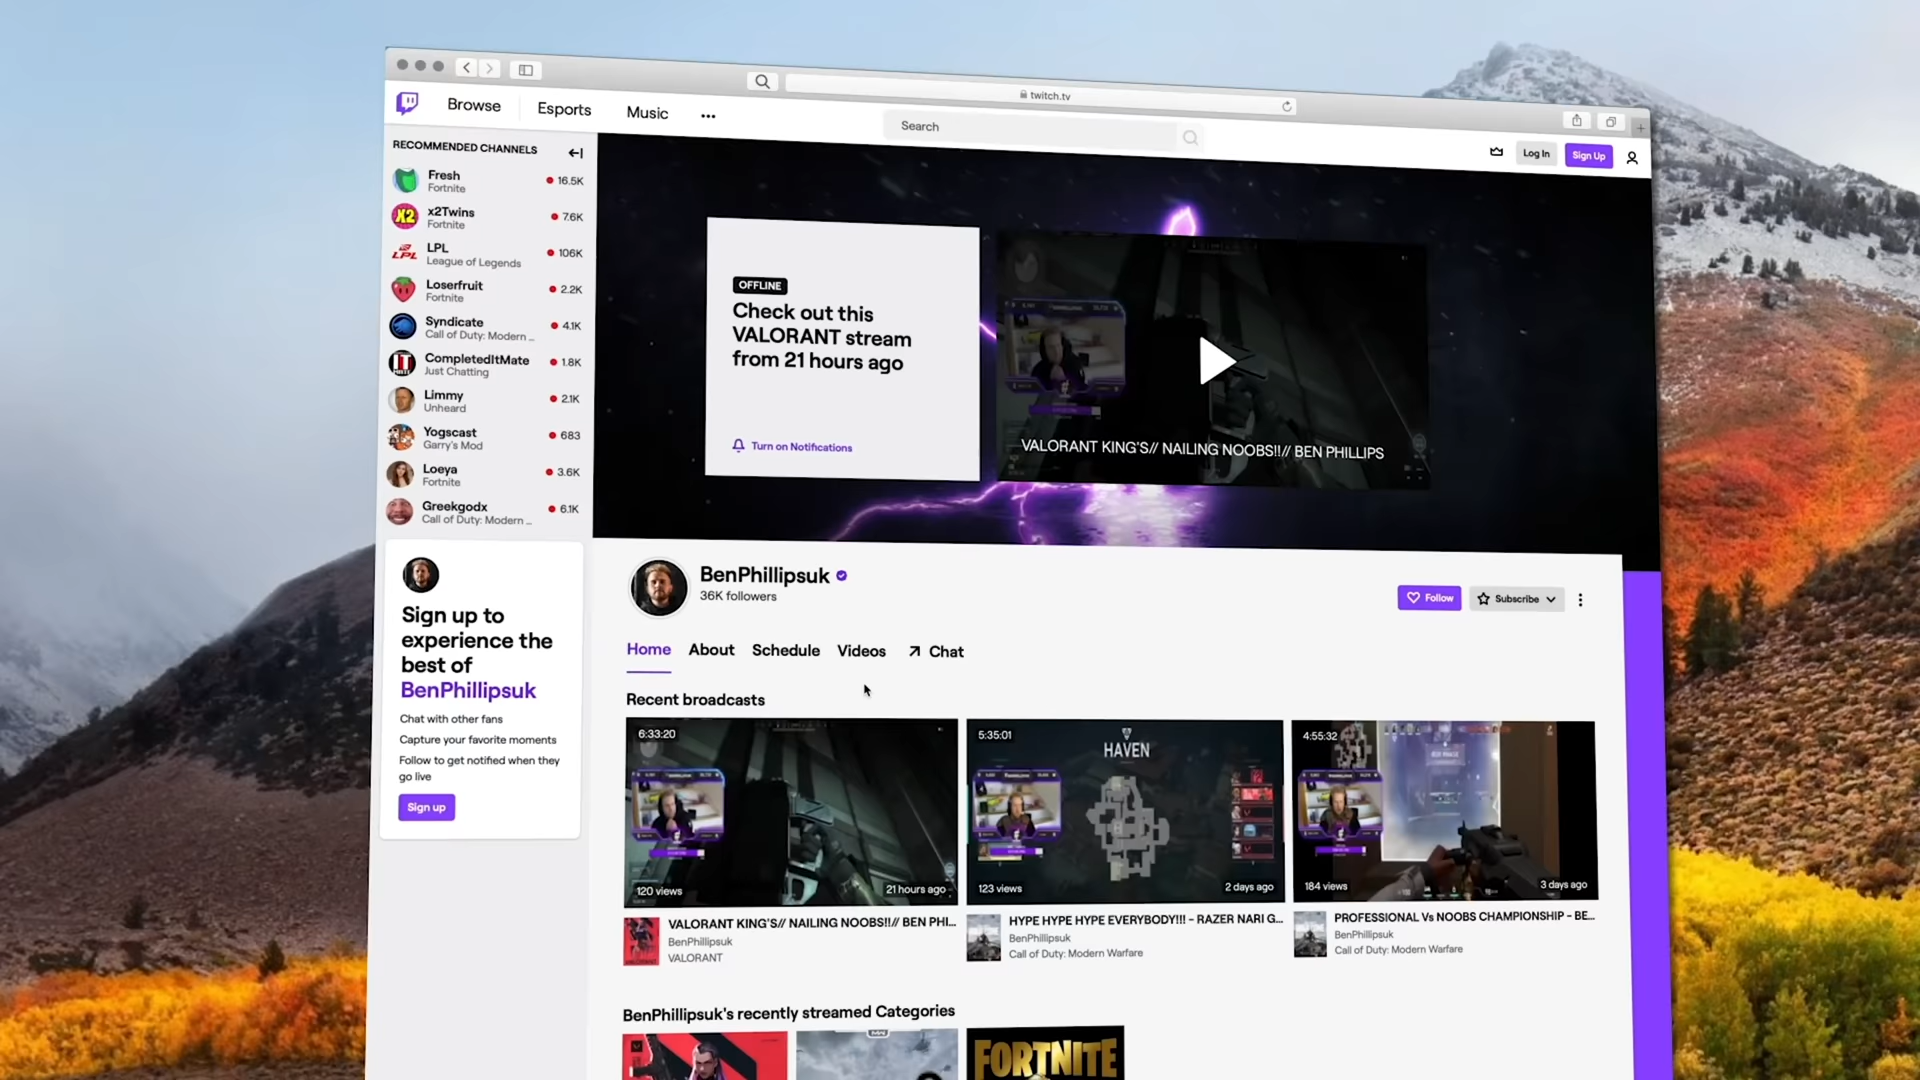 twitch.tv
Browse
Esports
Music
Search
Log In
Sign Up
RECOMMENDED CHANNELS
Fresh
Fortnite
16.5K
x2Twins
Fortnite
7.6K
LPL
LPL
League of Legends
106K
Loserfruit
Fortnite
2.2K
Syndicate
Call of Duty: Modern ...
4.1K
CompletedItMate
Just Chatting
1.8K
Limmy
Unheard
2.1K
Yogscast
Garry's Mod
683
Loeya
Fortnite
3.6K
Greekgodx
Call of Duty: Modern ...
6.1K
Sign up to
experience the
best of
BenPhillipsuk
Chat with other fans
Capture your favorite moments
Follow to get notified when they
go live
Sign up
OFFLINE
Check out this
VALORANT stream
from 21 hours ago
Turn on Notifications
VALORANT KING'S// NAILING NOOBS!!// BEN PHILLIPS
BenPhillipsuk
36K followers
Follow
Subscribe
Home
About
Schedule
Videos
Chat
Recent broadcasts
6:33:20
120 views
21 hours ago
VALORANT KING'S// NAILING NOOBS!!// BEN PHI...
BenPhillipsuk
VALORANT
5:35:01
HAVEN
123 views
2 days ago
HYPE HYPE HYPE EVERYBODY!!! - RAZER NARI G...
BenPhillipsuk
Call of Duty: Modern Warfare
4:55:32
184 views
3 days ago
PROFESSIONAL Vs NOOBS CHAMPIONSHIP - BE...
BenPhillipsuk
Call of Duty: Modern Warfare
BenPhillipsuk's recently streamed Categories
FORTNITE